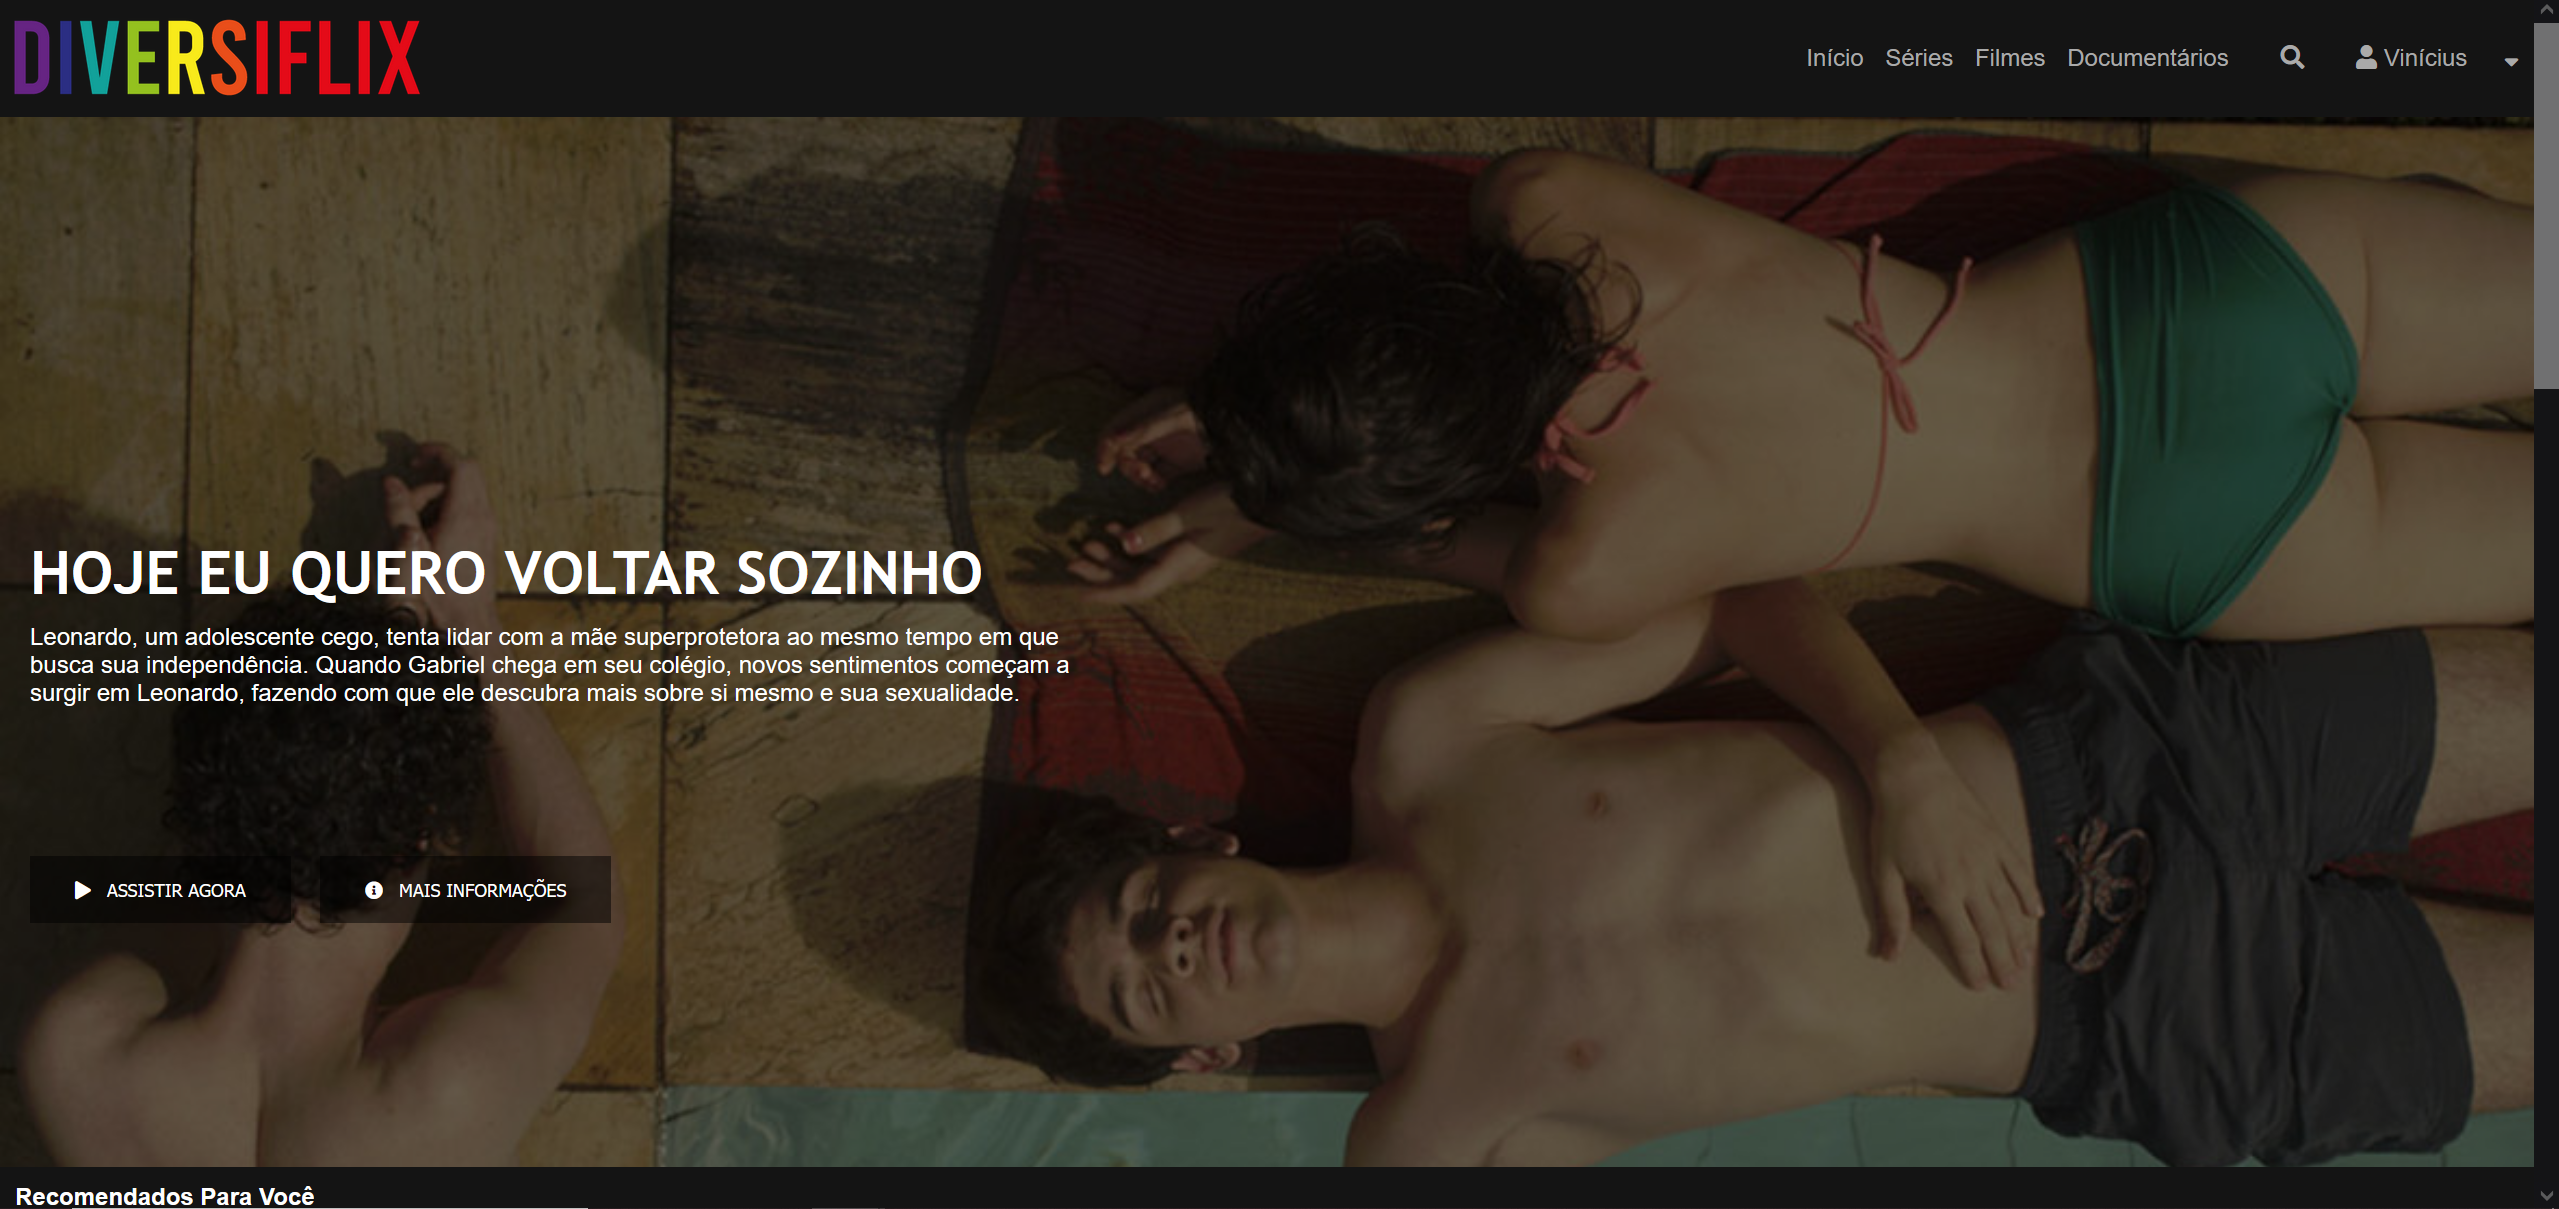 DIVERSIFLIX
Início Séries Filmes Documentários Vinícius
HOJE EU QUERO VOLTAR SOZINHO
Leonardo, um adolescente cego, tenta lidar com a mãe superprotetora ao mesmo tempo em que
busca sua independência. Quando Gabriel chega em seu colégio, novos sentimentos começam a
surgir em Leonardo, fazendo com que ele descubra mais sobre si mesmo e sua sexualidade.
ASSISTIR AGORA MAIS INFORMAÇÕES
Recomendados Para Você